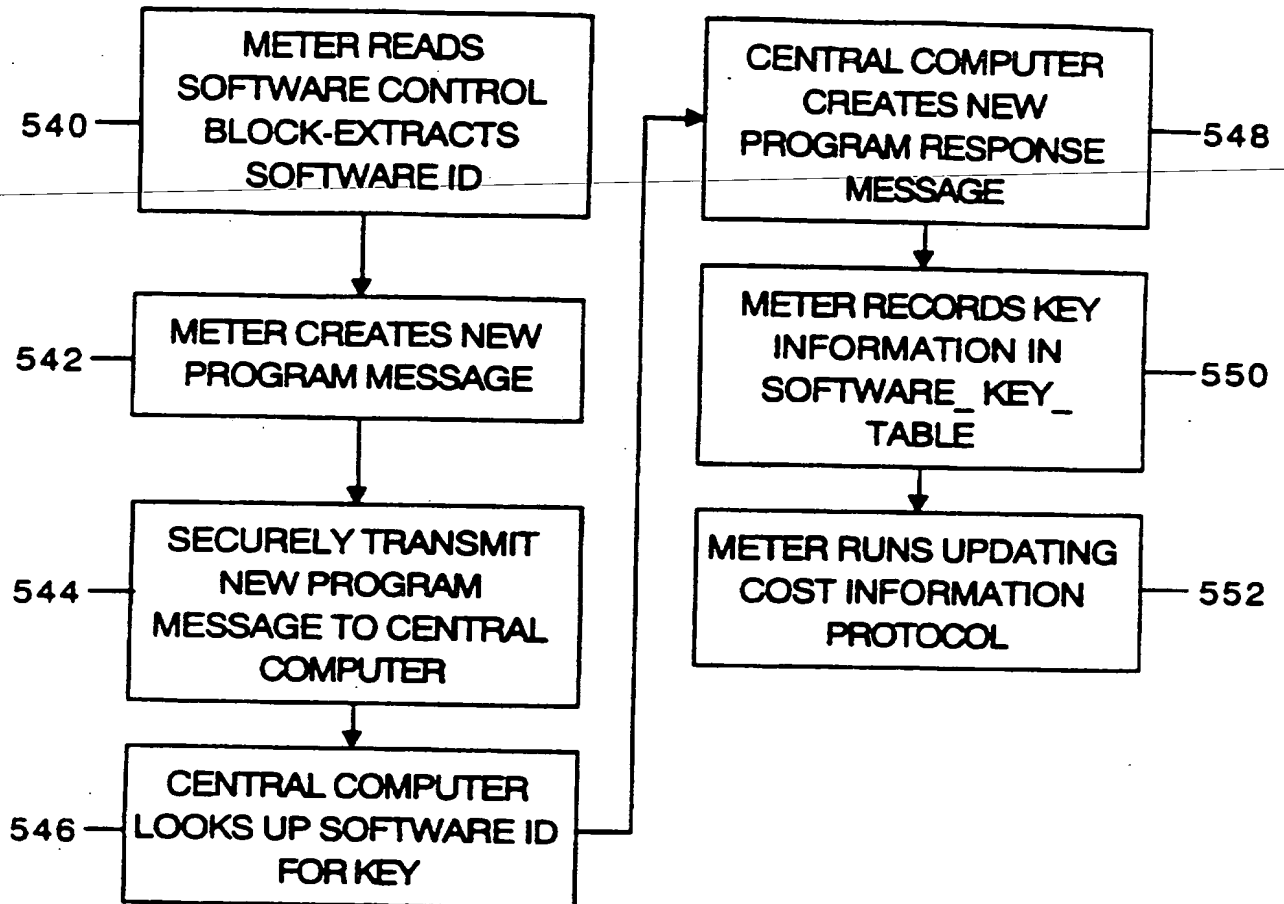 METER READS
SOFTWARE CONTROL
BLOCK-EXTRACTS
SOFTWARE ID
540
METER CREATES NEW
PROGRAM MESSAGE
542
SECURELY TRANSMIT
NEW PROGRAM
MESSAGE TO CENTRAL
COMPUTER
544
CENTRAL COMPUTER
LOOKS UP SOFTWARE ID
FOR KEY
546
CENTRAL COMPUTER
CREATES NEW
PROGRAM RESPONSE
MESSAGE
548
METER RECORDS KEY
INFORMATION IN
SOFTWARE_ KEY_
TABLE
550
METER RUNS UPDATING
COST INFORMATION
PROTOCOL
552